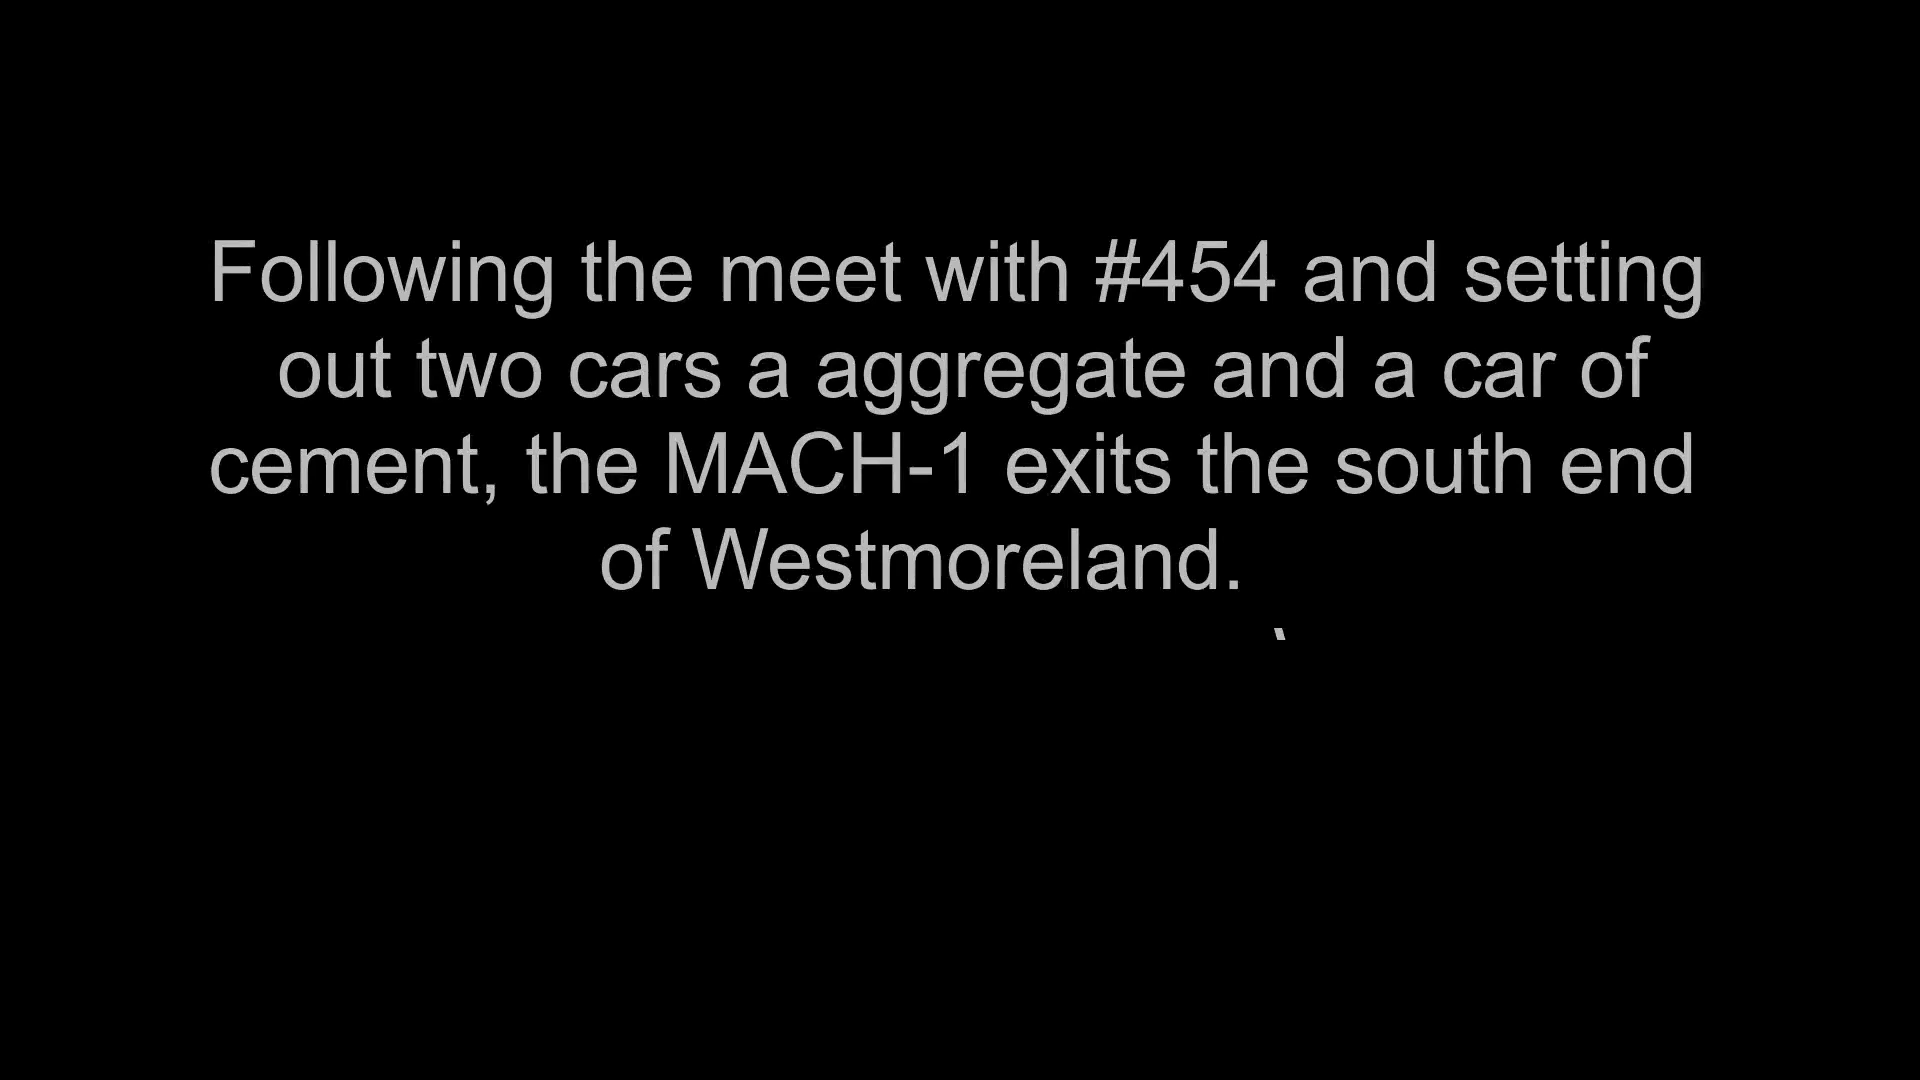 Following the meet with #454 and setting
out two cars a aggregate and a car of
cement, the MACH-1 exits the south end
of Westmoreland.
`